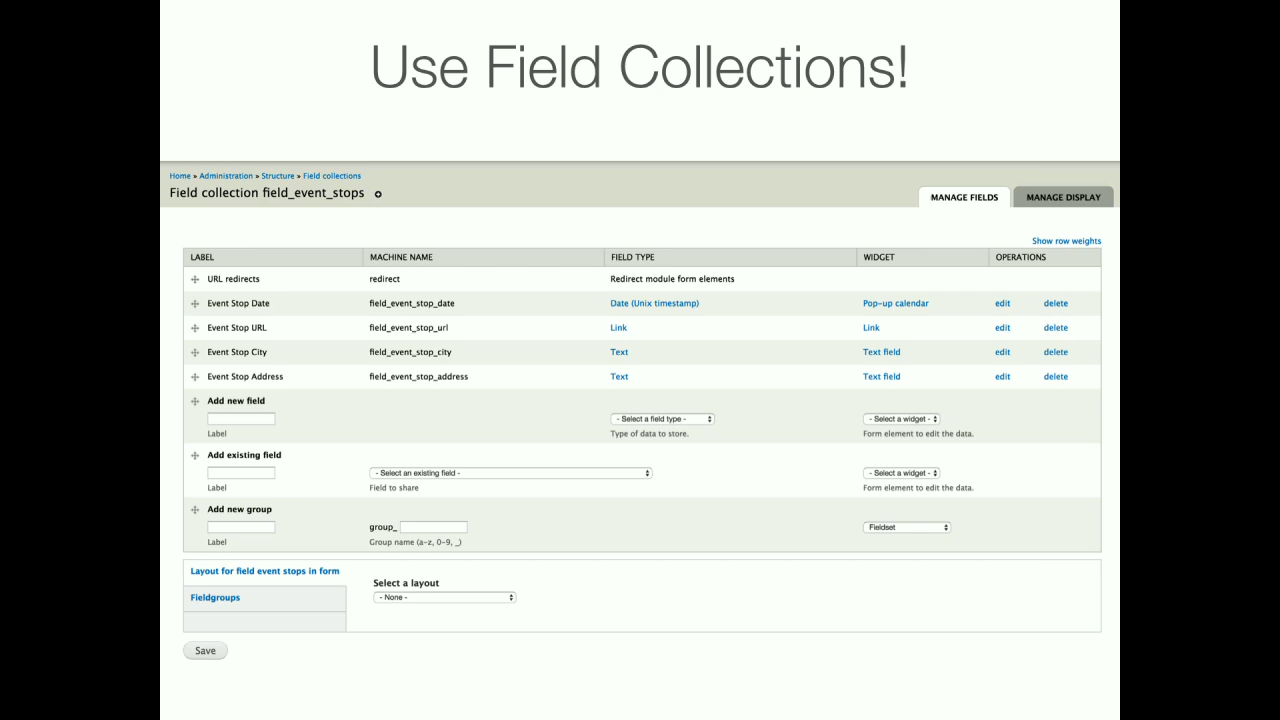 Use Field Collections!
Home » Administration » Structure » Field collections
Field collection field_event_stops
MANAGE FIELDS MANAGE DISPLAY
Show row weights
LABEL MACHINE NAME FIELD TYPE WIDGET OPERATIONS
URL redirects redirect Redirect module form elements
Event Stop Date field_event_stop_date Date (Unix timestamp) Pop-up calendar edit delete
Event Stop URL field_event_stop_url Link Link edit delete
Event Stop City field_event_stop_city Text Text field edit delete
Event Stop Address field_event_stop_address Text Text field edit delete
Add new field
- Select a field type - - Select a widget -
Label Type of data to store. Form element to edit the data.
Add existing field
- Select an existing field - - Select a widget -
Label Field to share Form element to edit the data.
Add new group
group_ Fieldset
Label Group name (a-z, 0-9, _)
Layout for field event stops in form
Select a layout
Fieldgroups - None -
Save